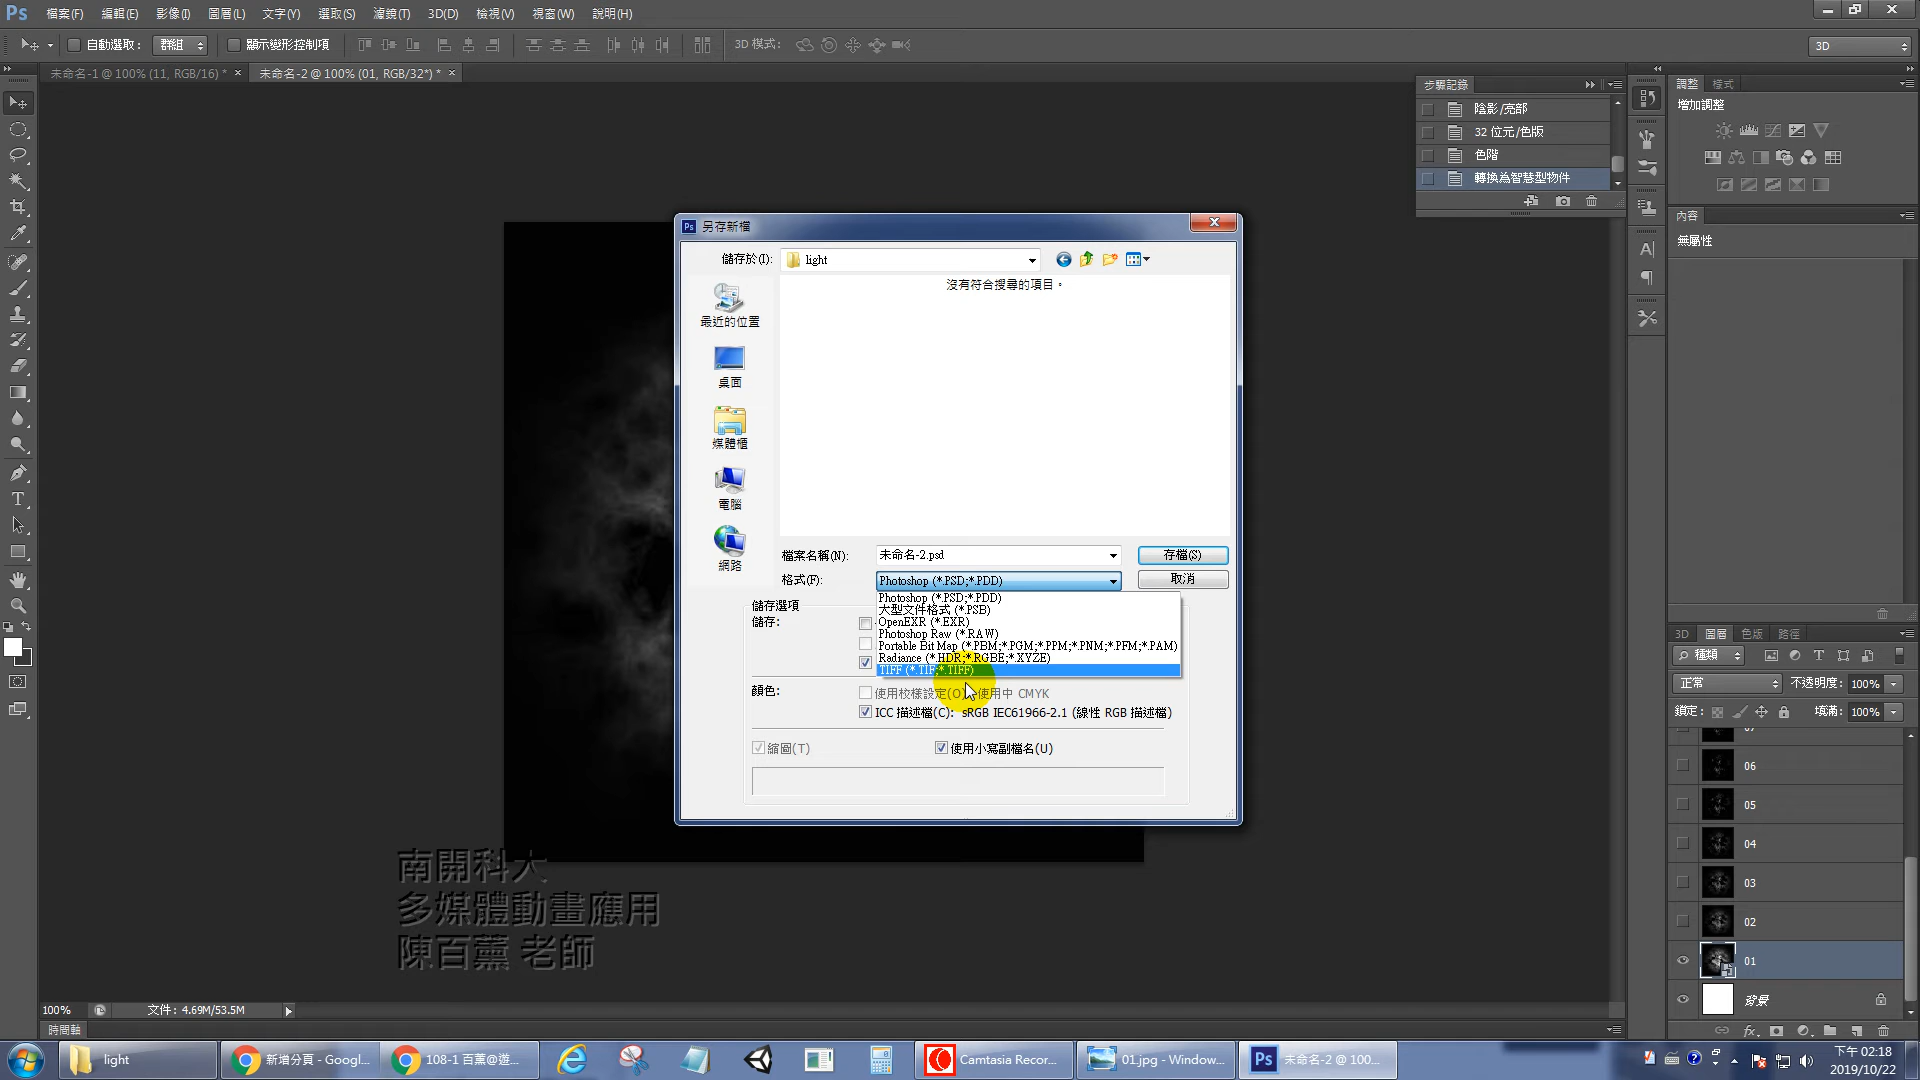 Ps 檔案(F) 編輯(E) 影像(I) 圖層(L) 文字(Y) 選取(S) 濾鏡(T) 3D(D) 檢視(V) 視窗(W) 說明(H)
自動選取： 群組 顯示變形控制項 3D 模式： 3D
未命名-1 @ 100% (11, RGB/16) * × 未命名-2 @ 100% (01, RGB/32*) * ×
步驟記錄
陰影/亮部
32 位元/色版
色階
轉換為智慧型物件
調整 樣式
增加調整
內容
無屬性
Ps 另存新檔
儲存於(I): light
沒有符合搜尋的項目。
最近的位置
桌面
媒體櫃
電腦
網路
檔案名稱(N): 未命名-2.psd 存檔(S)
格式(F): Photoshop (*.PSD;*.PDD) 取消
Photoshop (*.PSD;*.PDD)
大型文件格式 (*.PSB)
OpenEXR (*.EXR)
Photoshop Raw (*.RAW)
Portable Bit Map (*.PBM;*.PGM;*.PPM;*.PNM;*.PFM;*.PAM)
Radiance (*.HDR;*.RGBE;*.XYZE)
TIFF (*.TIF;*.TIFF)
儲存選項
儲存:
顏色: 使用校樣設定(O): 使用中 CMYK
ICC 描述檔(C): sRGB IEC61966-2.1 (線性 RGB 描述檔)
縮圖(T) 使用小寫副檔名(U)
南開科大
多媒體動畫應用
陳百薰 老師
3D 圖層 色版 路徑
種類
正常 不透明度: 100%
鎖定: 填滿: 100%
06
05
04
03
02
01
背景
100% 文件: 4.69M/53.5M
時間軸
light 新增分頁 - Googl... 108-1 百薰@遊... Camtasia Recor... 01.jpg - Window... Ps 未命名-2 @ 100...
下午 02:18
2019/10/22